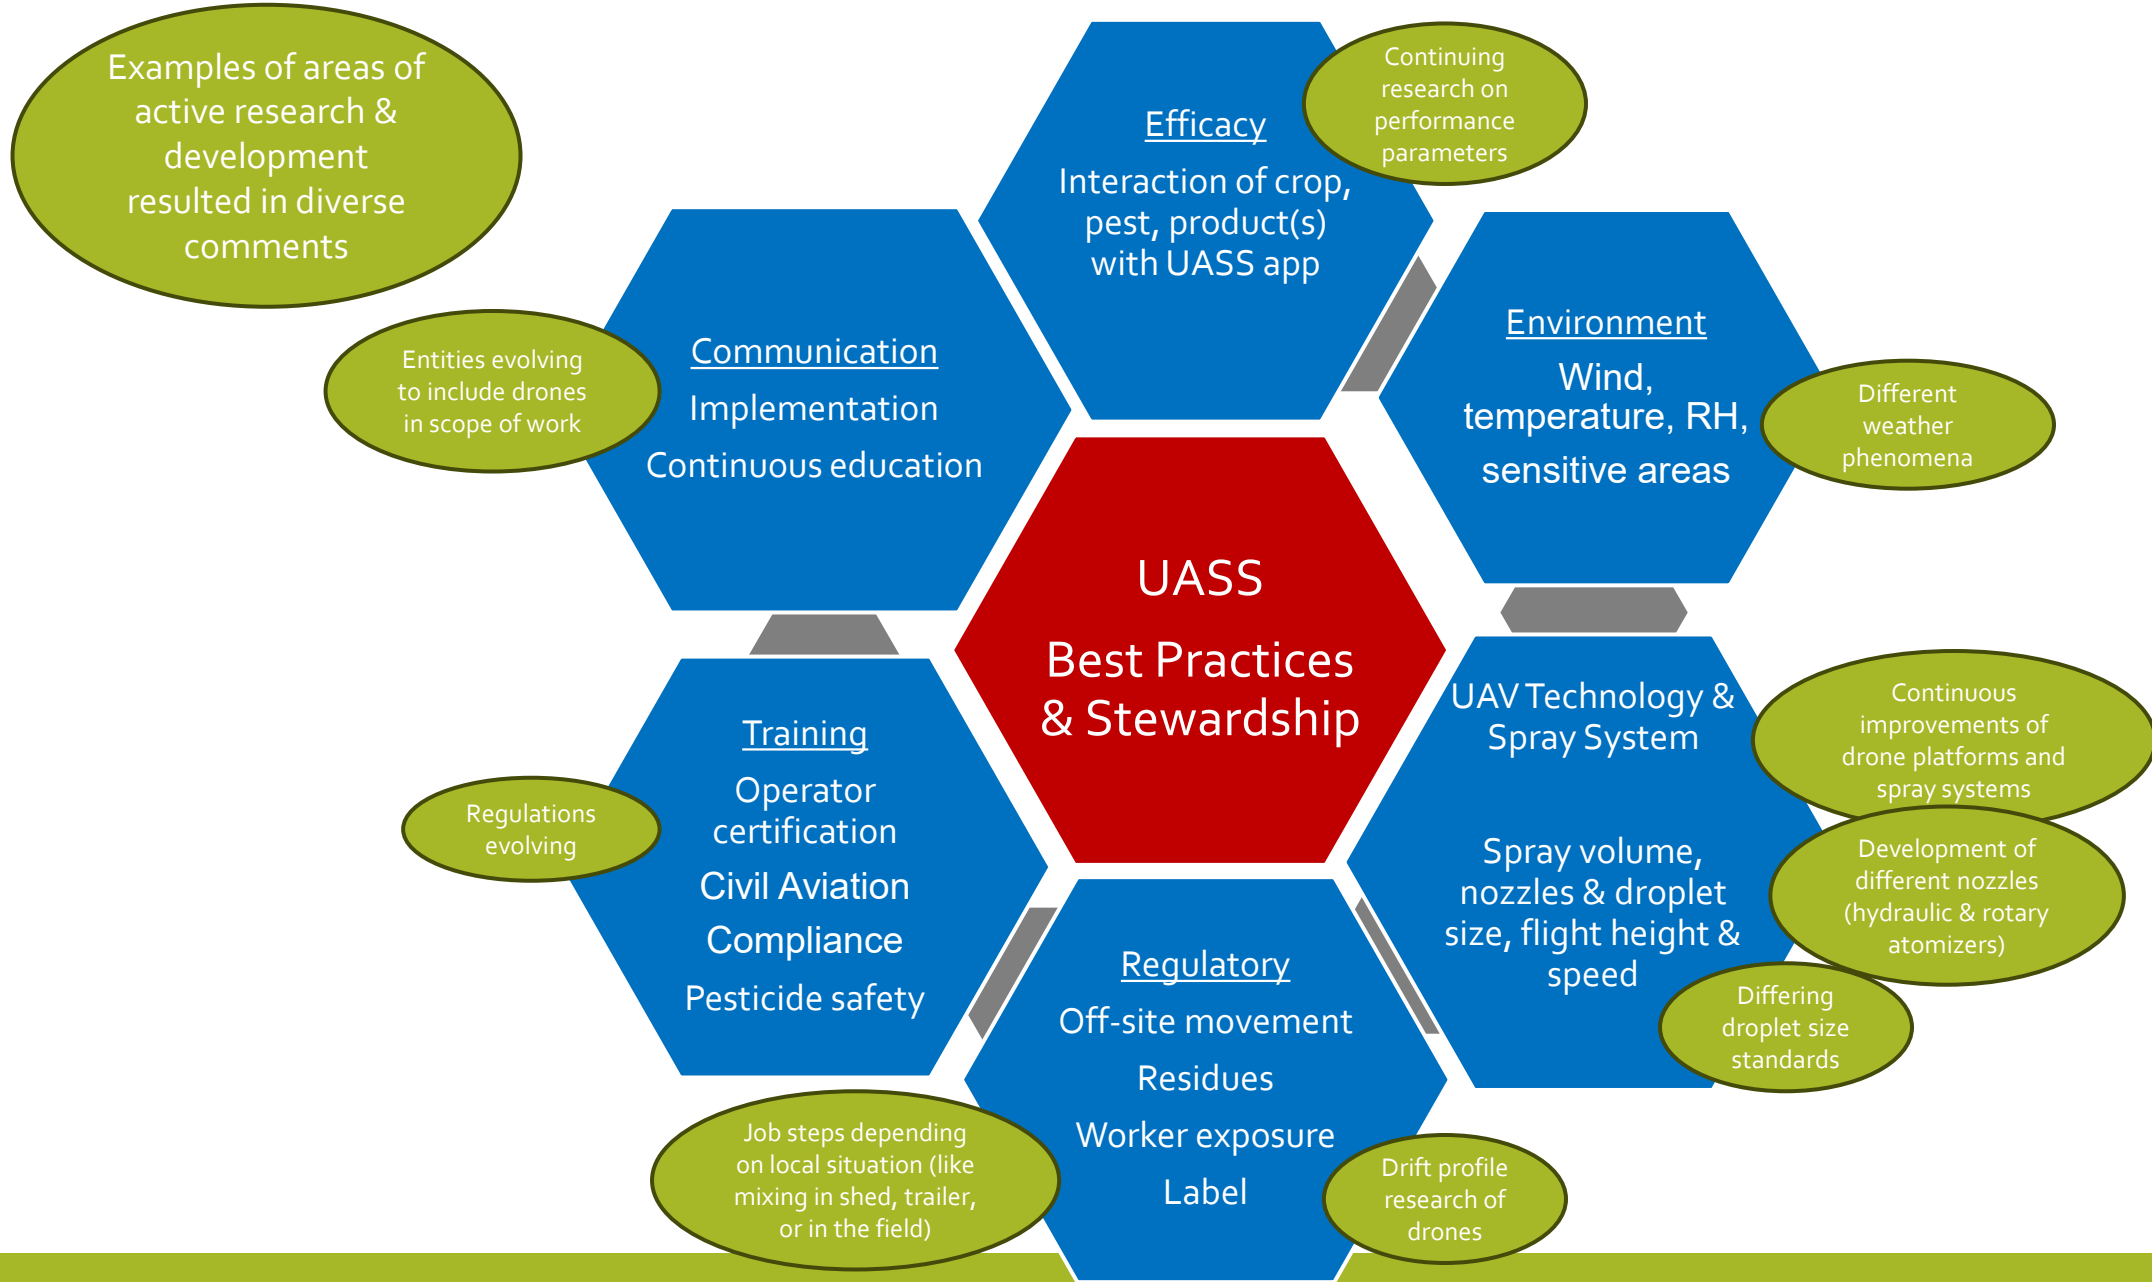 Examples of areas of
active research &
development
resulted in diverse
comments
Efficacy
Interaction of crop,
pest, product(s)
with UASS app
Continuing
research on
performance
parameters
Communication
Implementation
Continuous education
Entities evolving
to include drones
in scope of work
Environment
Wind,
temperature, RH,
sensitive areas
Different
weather
phenomena
UASS
Best Practices
& Stewardship
Training
Operator
certification
Civil Aviation
Compliance
Pesticide safety
Regulations
evolving
UAV Technology &
Spray System
Spray volume,
nozzles & droplet
size, flight height &
speed
Continuous
improvements of
drone platforms and
spray systems
Development of
different nozzles
(hydraulic & rotary
atomizers)
Differing
droplet size
standards
Regulatory
Off-site movement
Residues
Worker exposure
Label
Job steps depending
on local situation (like
mixing in shed, trailer,
or in the field)
Drift profile
research of
drones